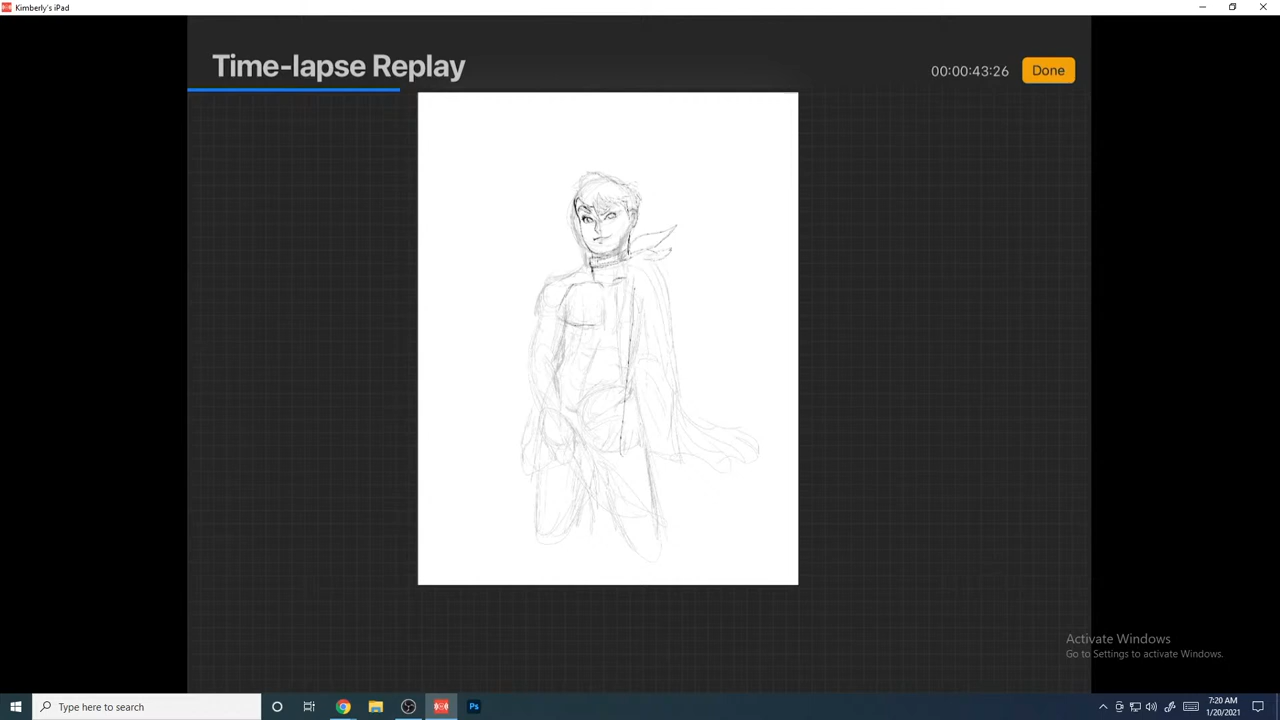 Kimberly's iPad
Time-lapse Replay
00:00:43:26
Done
Activate Windows
Go to Settings to activate Windows.
Type here to search
Ps
7:20 AM
1/20/2021